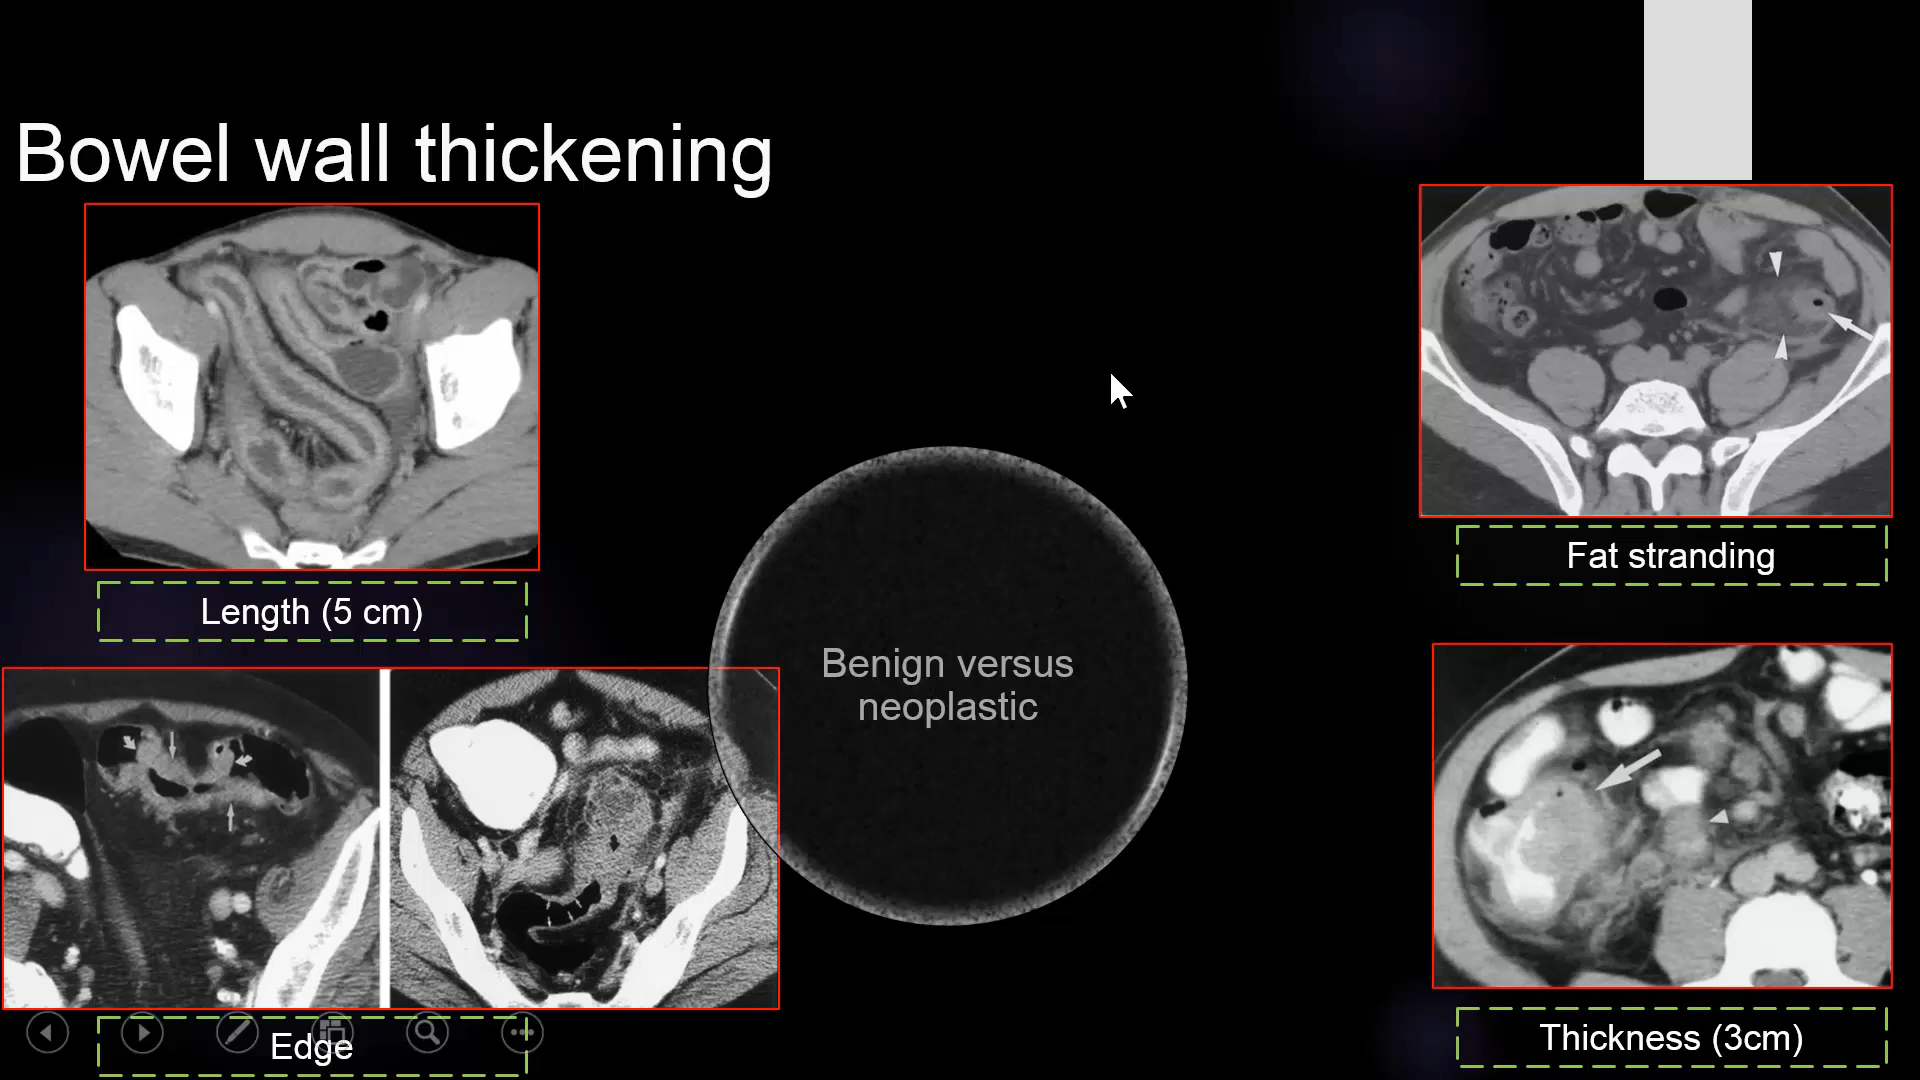 Bowel wall thickening
Length (5 cm)
Fat stranding
Benign versus
neoplastic
Edge
Thickness (3cm)